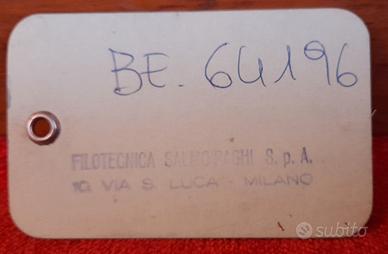 BE. 64196
FILOTECNICA SALMOIRAGHI S. p. A.
10, VIA S. LUCA - MILANO
subito